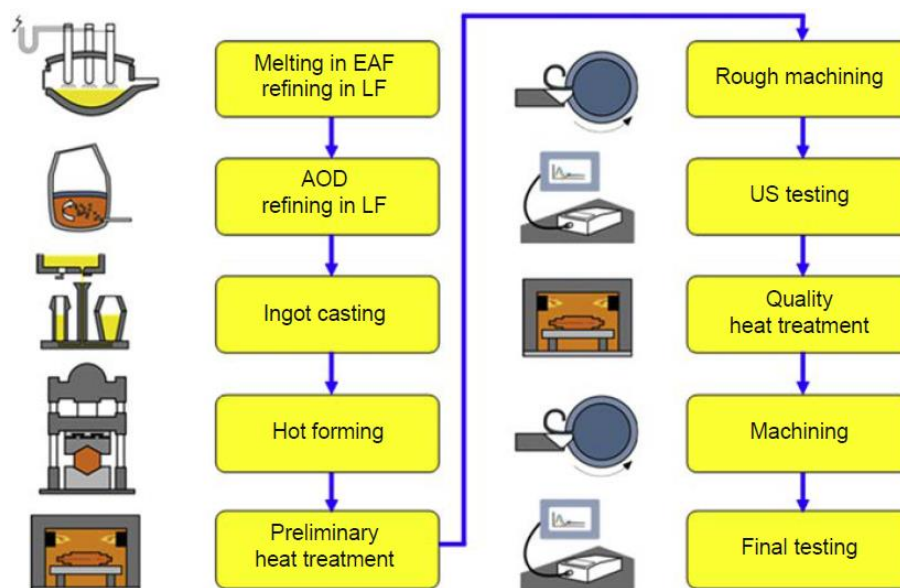 Melting in EAF
refining in LF
AOD
refining in LF
Ingot casting
Hot forming
Preliminary
heat treatment
Rough machining
US testing
Quality
heat treatment
Machining
Final testing